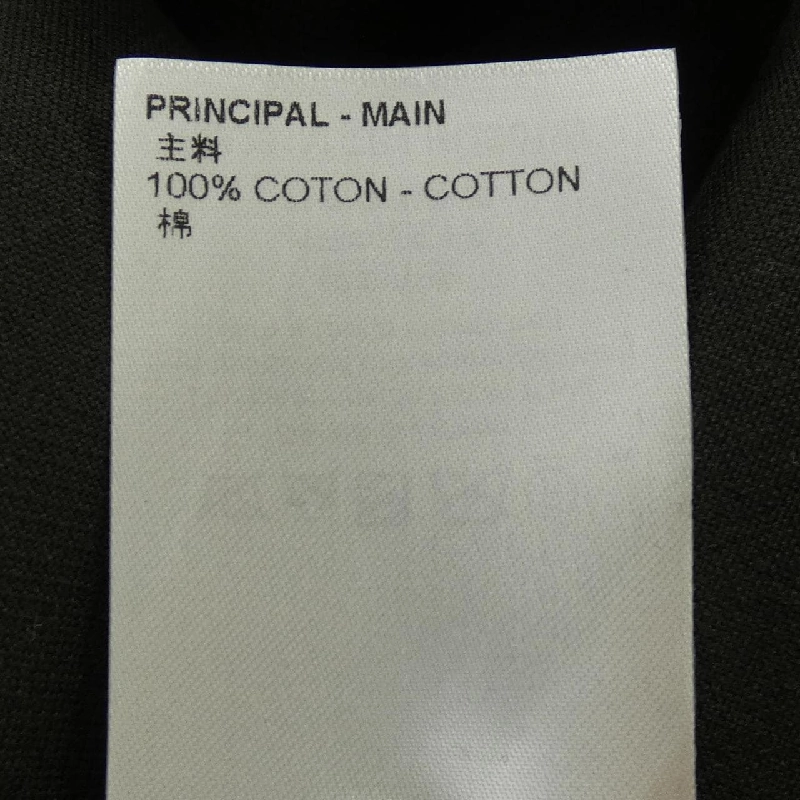 PRINCIPAL - MAIN
主料
100% COTON - COTTON
棉